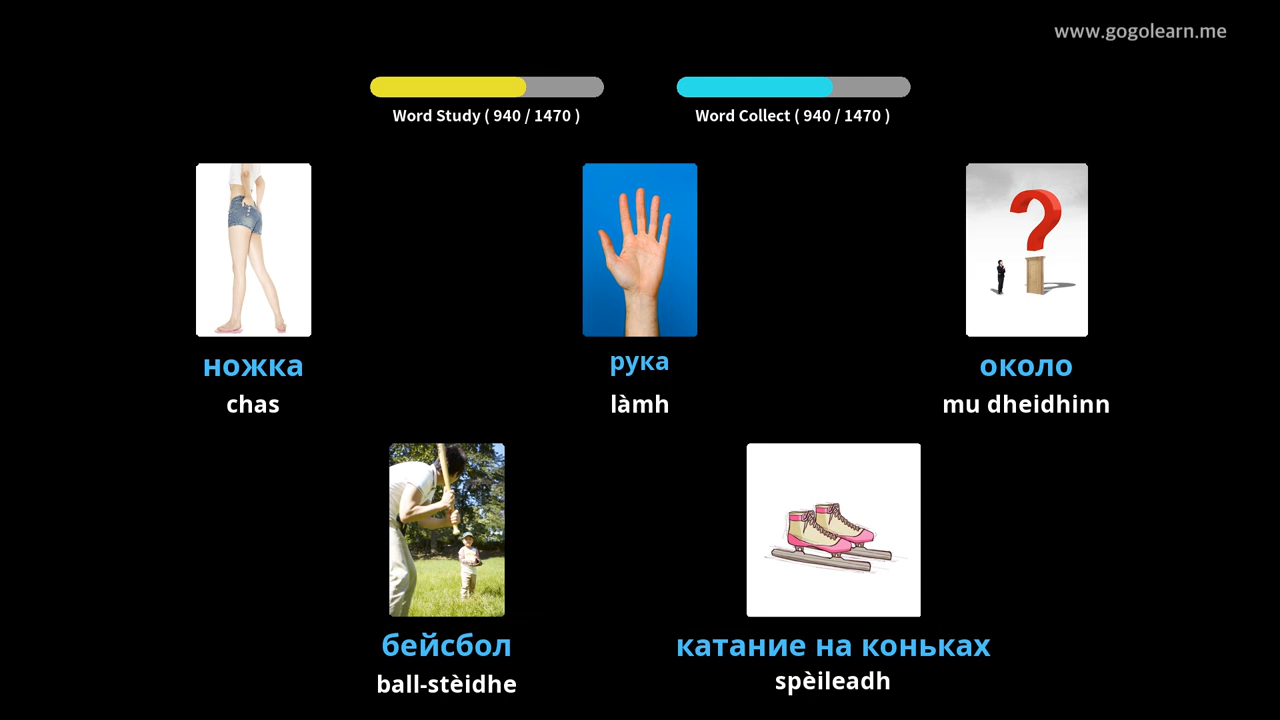 www.gogolearn.me
Word Study ( 940 / 1470 )
Word Collect ( 940 / 1470 )
ножка
рука
около
chas
làmh
mu dheidhinn
бейсбол
катание на коньках
ball-stèidhe
spèileadh